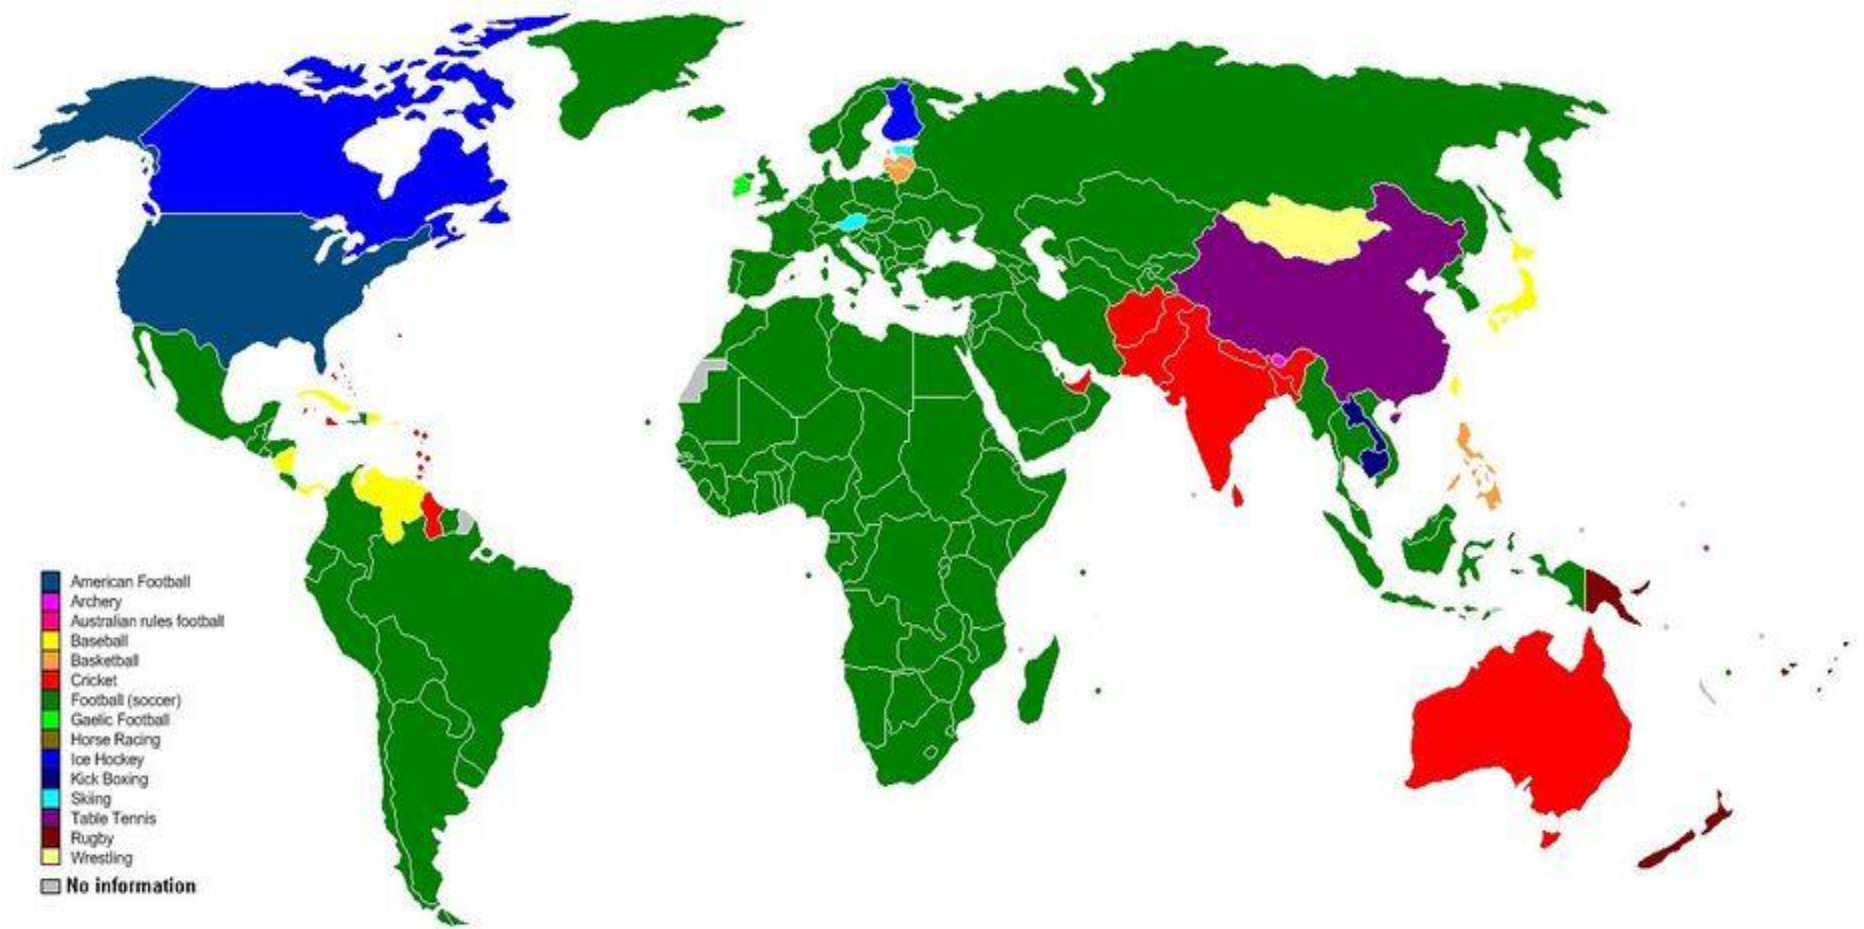 American Football
Archery
Australian rules football
Baseball
Basketball
Cricket
Football (soccer)
Gaelic Football
Horse Racing
Ice Hockey
Kick Boxing
Skiing
Table Tennis
Rugby
Wrestling
No information